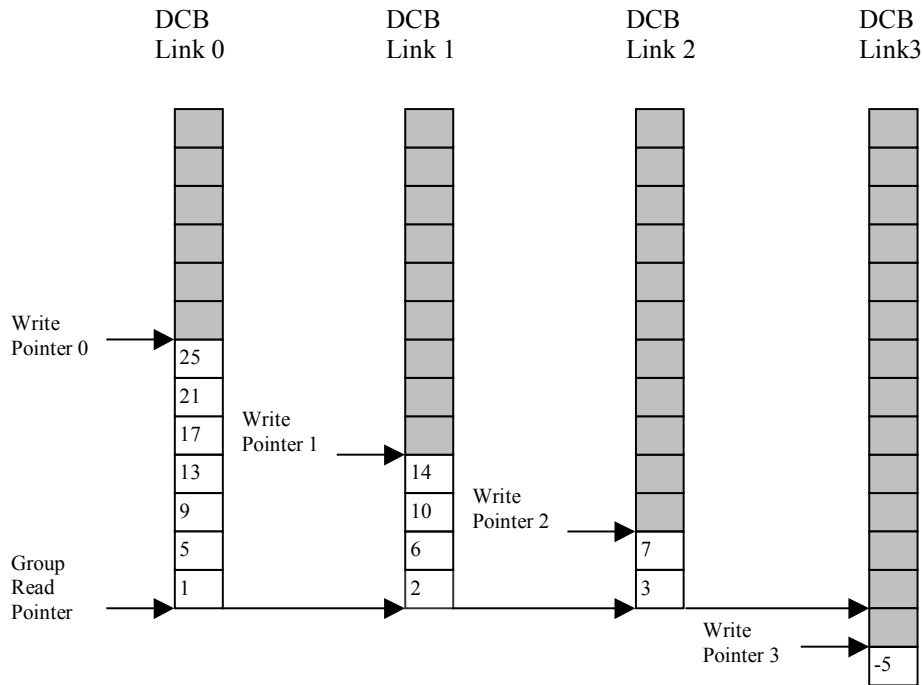 DCB
Link 0
DCB
Link 1
DCB
Link 2
DCB
Link3
Write
Pointer 0
25
21
17
13
9
5
1
Write
Pointer 1
14
10
6
2
Write
Pointer 2
7
3
Group
Read
Pointer
Write
Pointer 3
-5